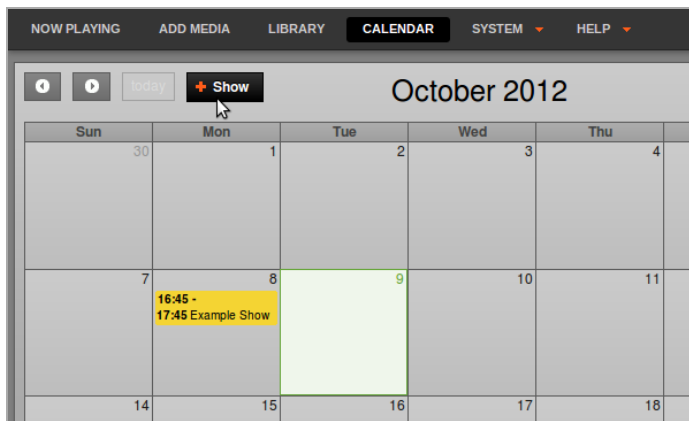 NOW PLAYING ADD MEDIA LIBRARY CALENDAR SYSTEM HELP
today + Show October 2012
Sun Mon Tue Wed Thu
30 1 2 3 4
7 8 9 10 11
16:45 -
17:45 Example Show
14 15 16 17 18